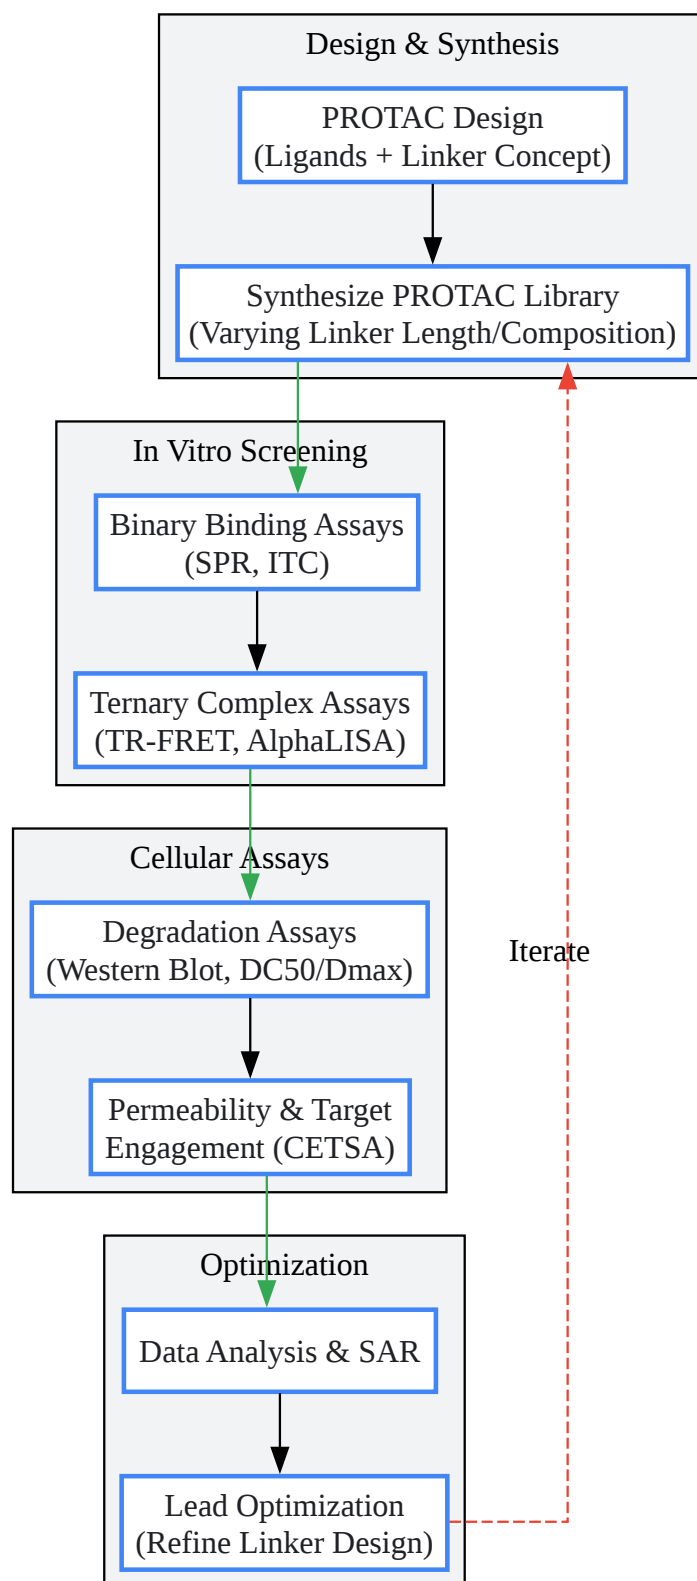 Design & Synthesis
PROTAC Design
(Ligands + Linker Concept)
Synthesize PROTAC Library
(Varying Linker Length/Composition)
In Vitro Screening
Binary Binding Assays
(SPR, ITC)
Ternary Complex Assays
(TR-FRET, AlphaLISA)
Cellular Assays
Degradation Assays
(Western Blot, DC50/Dmax)
Iterate
Permeability & Target
Engagement (CETSA)
Optimization
Data Analysis & SAR
Lead Optimization
(Refine Linker Design)